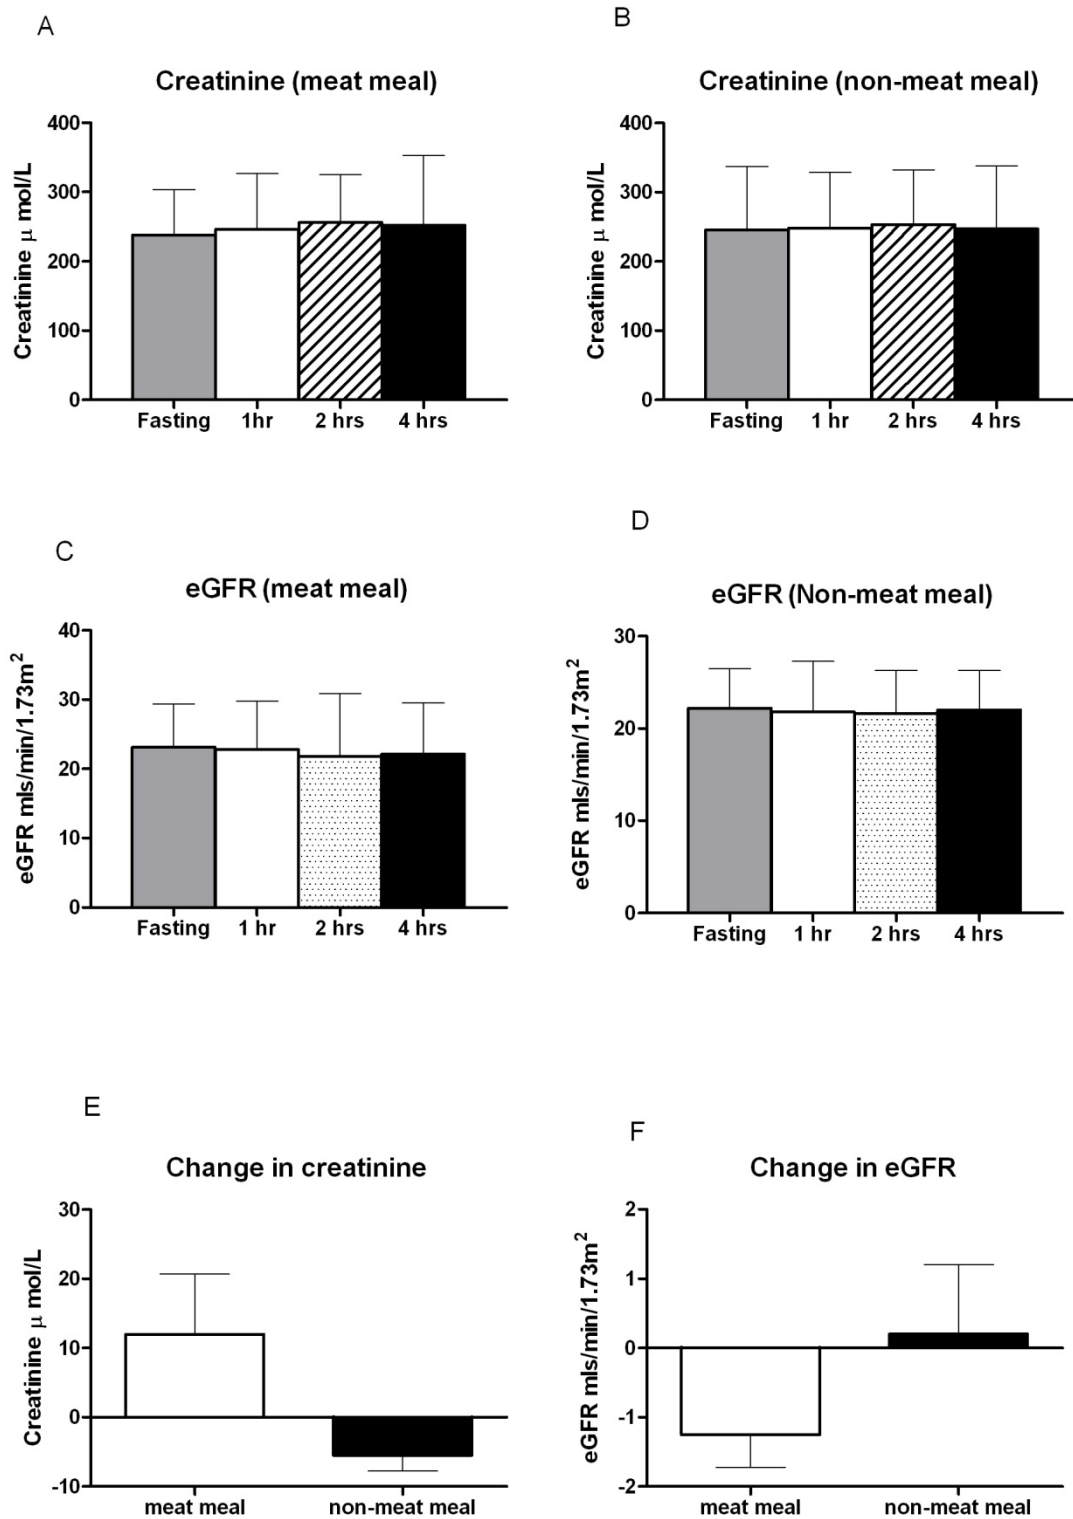 A
Creatinine (meat meal)
Creatinine μ mol/L
400
300
200
100
0
Fasting 1hr 2 hrs 4 hrs
B
Creatinine (non-meat meal)
Creatinine μ mol/L
400
300
200
100
0
Fasting 1 hr 2 hrs 4 hrs
C
eGFR (meat meal)
eGFR mls/min/1.73m²
40
30
20
10
0
Fasting 1 hr 2 hrs 4 hrs
D
eGFR (Non-meat meal)
eGFR mls/min/1.73m²
30
20
10
0
Fasting 1 hr 2 hrs 4 hrs
E
Change in creatinine
Creatinine μ mol/L
30
20
10
0
-10
meat meal non-meat meal
F
Change in eGFR
eGFR mls/min/1.73m²
2
1
0
-1
-2
meat meal non-meat meal